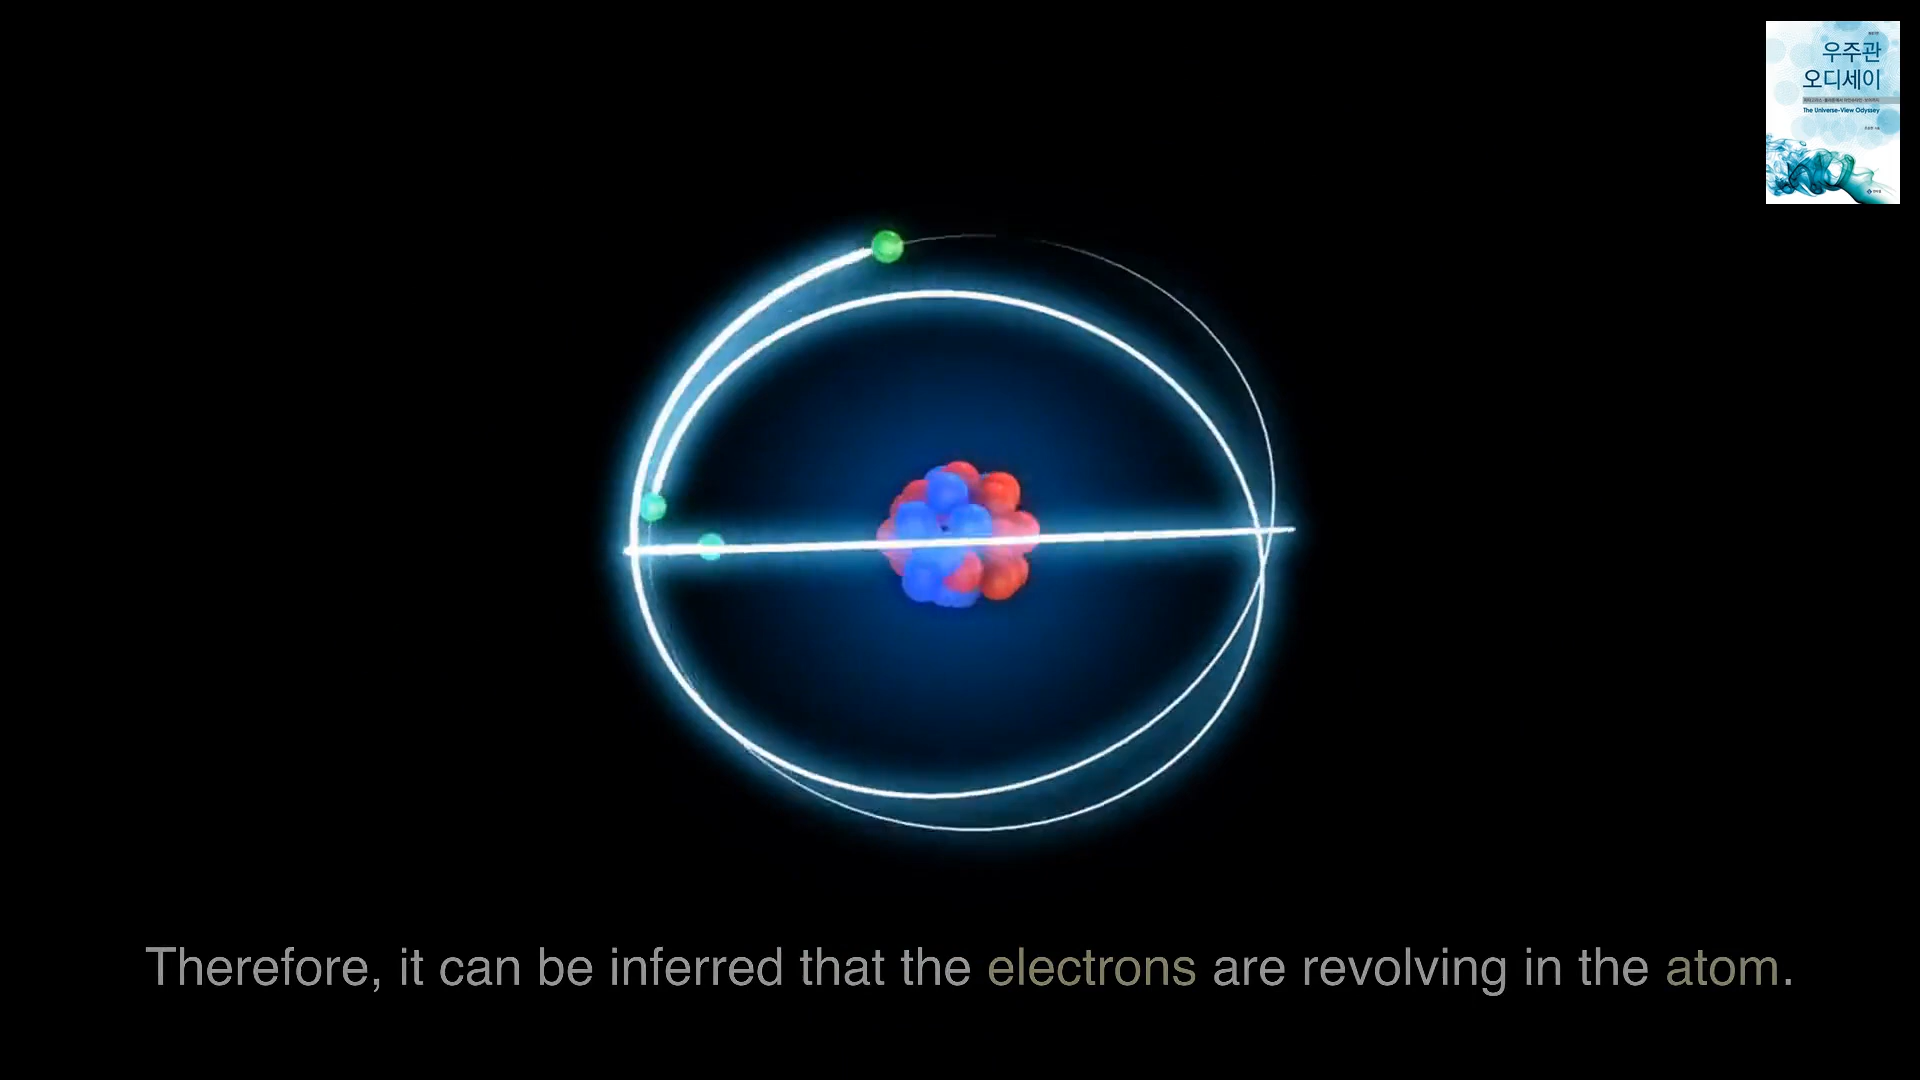 우주관
오디세이
The Universe-View Odyssey
Therefore, it can be inferred that the electrons are revolving in the atom.